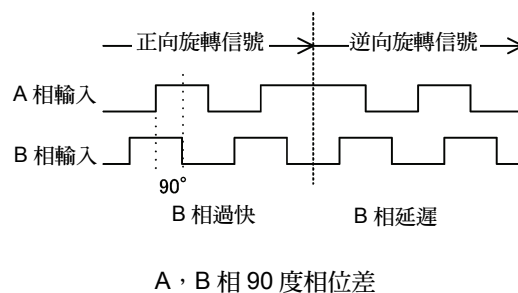 正向旋轉信號 逆向旋轉信號
A 相輸入
B 相輸入
90°
B 相過快 B 相延遲
A，B 相 90 度相位差